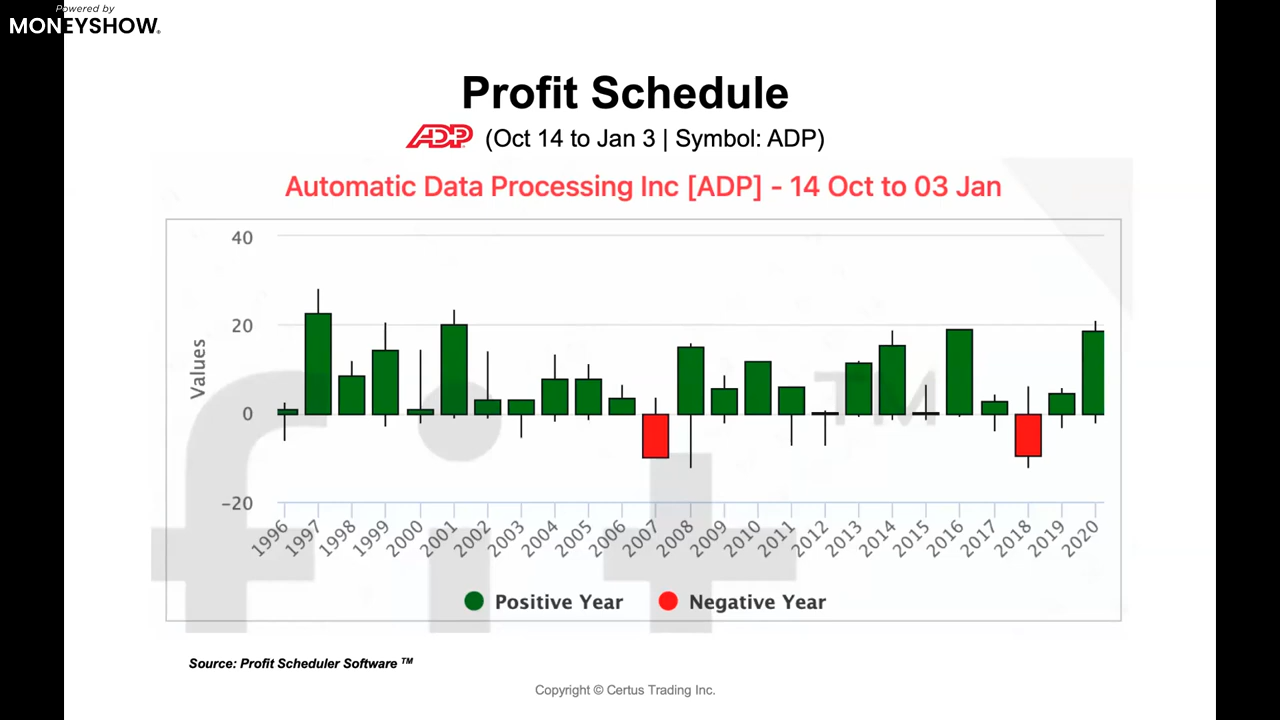 Powered by
MONEYSHOW.
Profit Schedule
ADP (Oct 14 to Jan 3 | Symbol: ADP)
Automatic Data Processing Inc [ADP] - 14 Oct to 03 Jan
40
20
0
−20
Values
1996 1997 1998 1999 2000 2001 2002 2003 2004 2005 2006 2007 2008 2009 2010 2011 2012 2013 2014 2015 2016 2017 2018 2019 2020
Positive Year Negative Year
fit TM
Source: Profit Scheduler Software TM
Copyright © Certus Trading Inc.